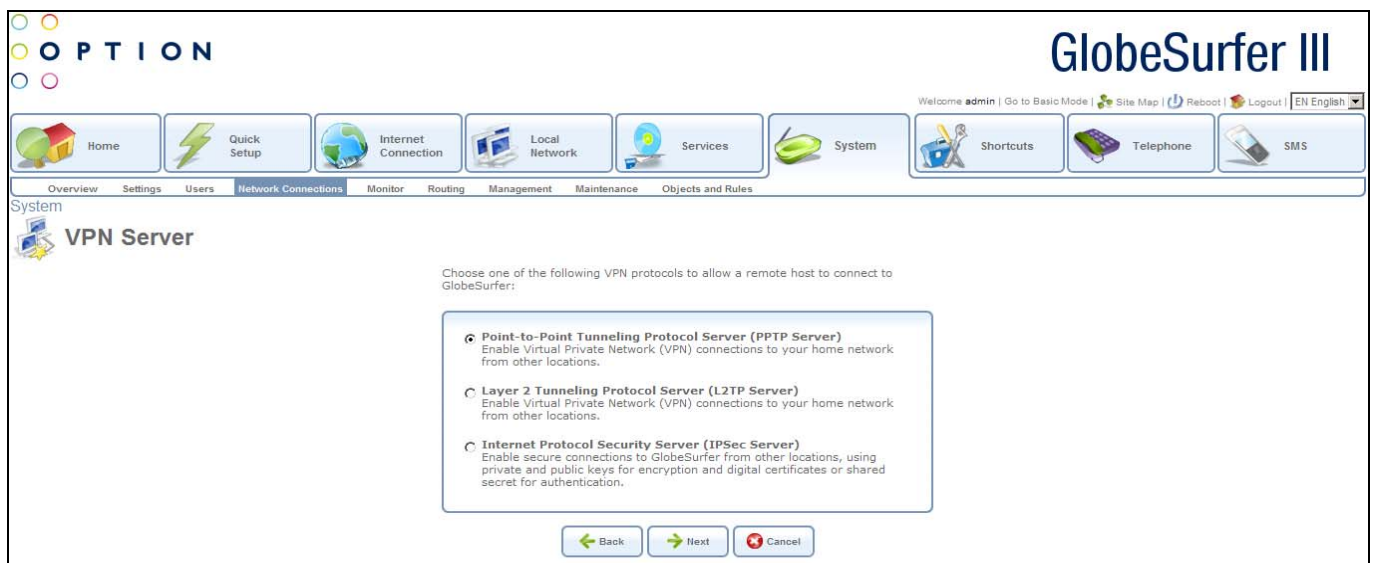 OPTION
GlobeSurfer III
Welcome admin | Go to Basic Mode | Site Map | Reboot | Logout | EN English
Home
Quick
Setup
Internet
Connection
Local
Network
Services
System
Shortcuts
Telephone
SMS
Overview Settings Users Network Connections Monitor Routing Management Maintenance Objects and Rules
System
VPN Server
Choose one of the following VPN protocols to allow a remote host to connect to
GlobeSurfer:
Point-to-Point Tunneling Protocol Server (PPTP Server)
Enable Virtual Private Network (VPN) connections to your home network
from other locations.
Layer 2 Tunneling Protocol Server (L2TP Server)
Enable Virtual Private Network (VPN) connections to your home network
from other locations.
Internet Protocol Security Server (IPSec Server)
Enable secure connections to GlobeSurfer from other locations, using
private and public keys for encryption and digital certificates or shared
secret for authentication.
Back Next Cancel